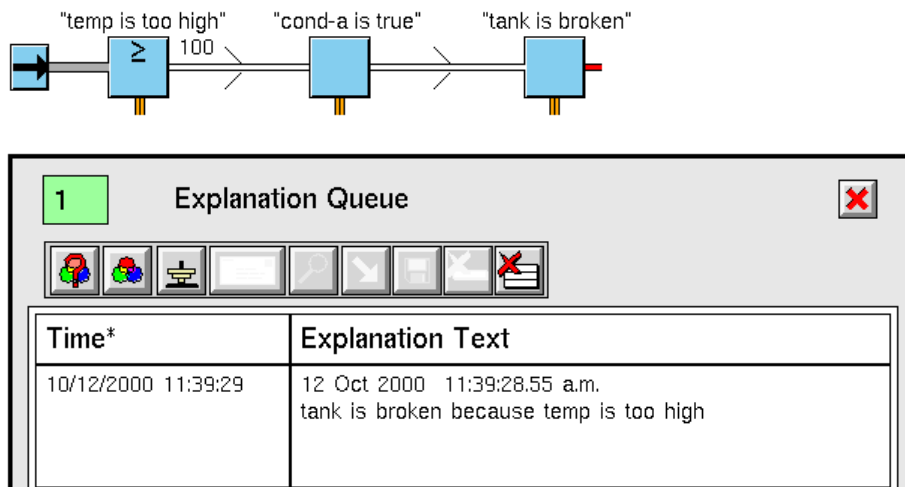 "temp is too high" "cond-a is true" "tank is broken"
≥ 100
1 Explanation Queue
Time* Explanation Text
10/12/2000 11:39:29 12 Oct 2000 11:39:28.55 a.m.
tank is broken because temp is too high